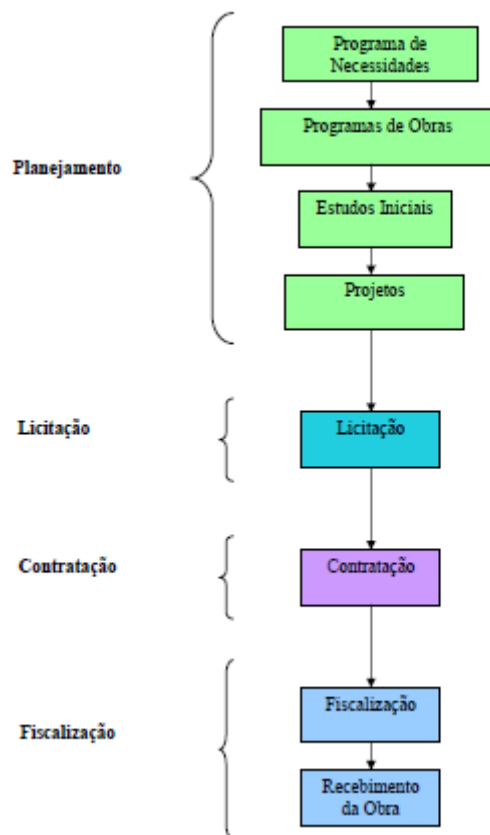 Programa de
Necessidades
Programas de Obras
Planejamento
Estudos Iniciais
Projetos
Licitação
Licitação
Contratação
Contratação
Fiscalização
Fiscalização
Recebimento
da Obra